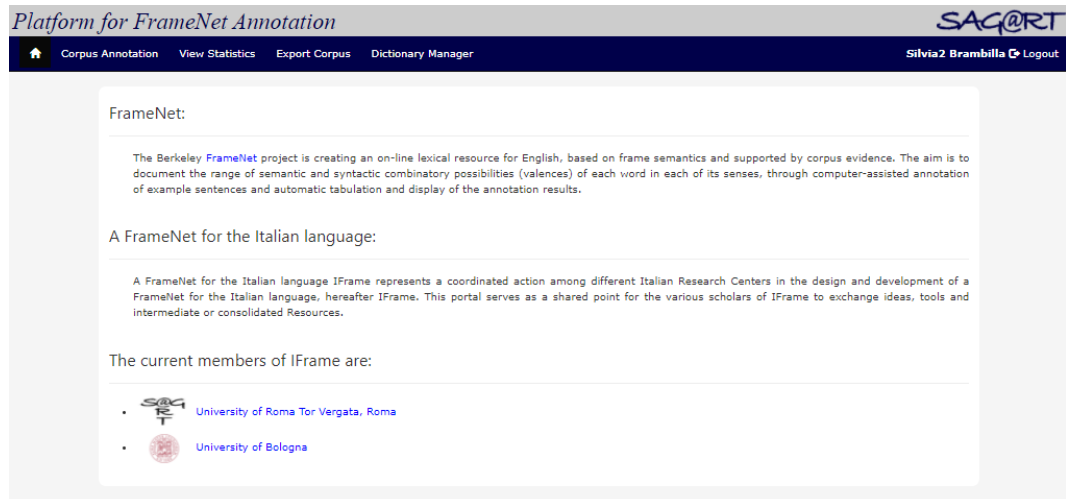 Platform for FrameNet Annotation
SAG@RT
Corpus Annotation View Statistics Export Corpus Dictionary Manager
Silvia2 Brambilla Logout
FrameNet:
The Berkeley FrameNet project is creating an on-line lexical resource for English, based on frame semantics and supported by corpus evidence. The aim is to
document the range of semantic and syntactic combinatory possibilities (valences) of each word in each of its senses, through computer-assisted annotation
of example sentences and automatic tabulation and display of the annotation results.
A FrameNet for the Italian language:
A FrameNet for the Italian language IFrame represents a coordinated action among different Italian Research Centers in the design and development of a
FrameNet for the Italian language, hereafter IFrame. This portal serves as a shared point for the various scholars of IFrame to exchange ideas, tools and
intermediate or consolidated Resources.
The current members of IFrame are:
S@G
R
T
University of Roma Tor Vergata, Roma
University of Bologna